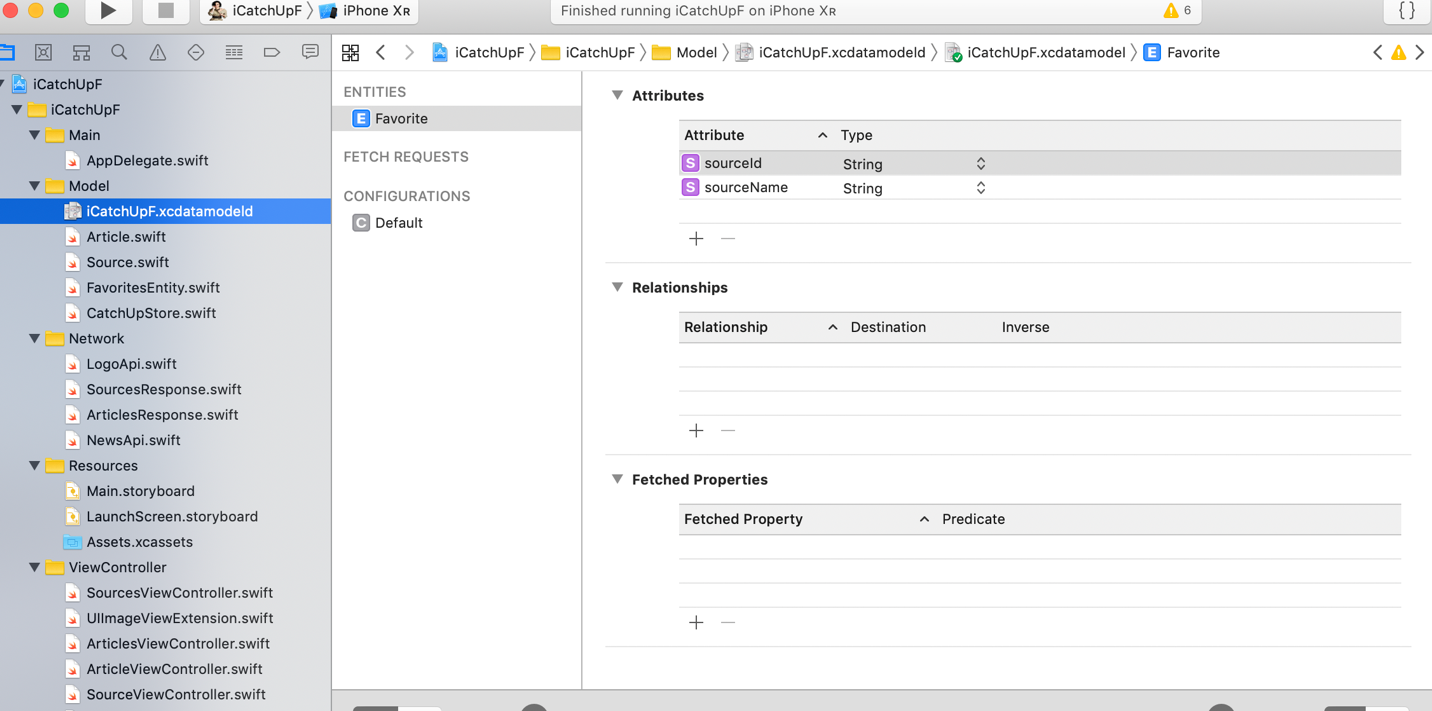 iCatchUpF iPhone XR Finished running iCatchUpF on iPhone XR 6 { }
iCatchUpF iCatchUpF Model iCatchUpF.xcdatamodeld iCatchUpF.xcdatamodel E Favorite
iCatchUpF
iCatchUpF
Main
AppDelegate.swift
Model
iCatchUpF.xcdatamodeld
Article.swift
Source.swift
FavoritesEntity.swift
CatchUpStore.swift
Network
LogoApi.swift
SourcesResponse.swift
ArticlesResponse.swift
NewsApi.swift
Resources
Main.storyboard
LaunchScreen.storyboard
Assets.xcassets
ViewController
SourcesViewController.swift
UIImageViewExtension.swift
ArticlesViewController.swift
ArticleViewController.swift
SourceViewController.swift
ENTITIES
E Favorite
FETCH REQUESTS
CONFIGURATIONS
C Default
Attributes
Attribute Type
S sourceId String
S sourceName String
Relationships
Relationship Destination Inverse
Fetched Properties
Fetched Property Predicate